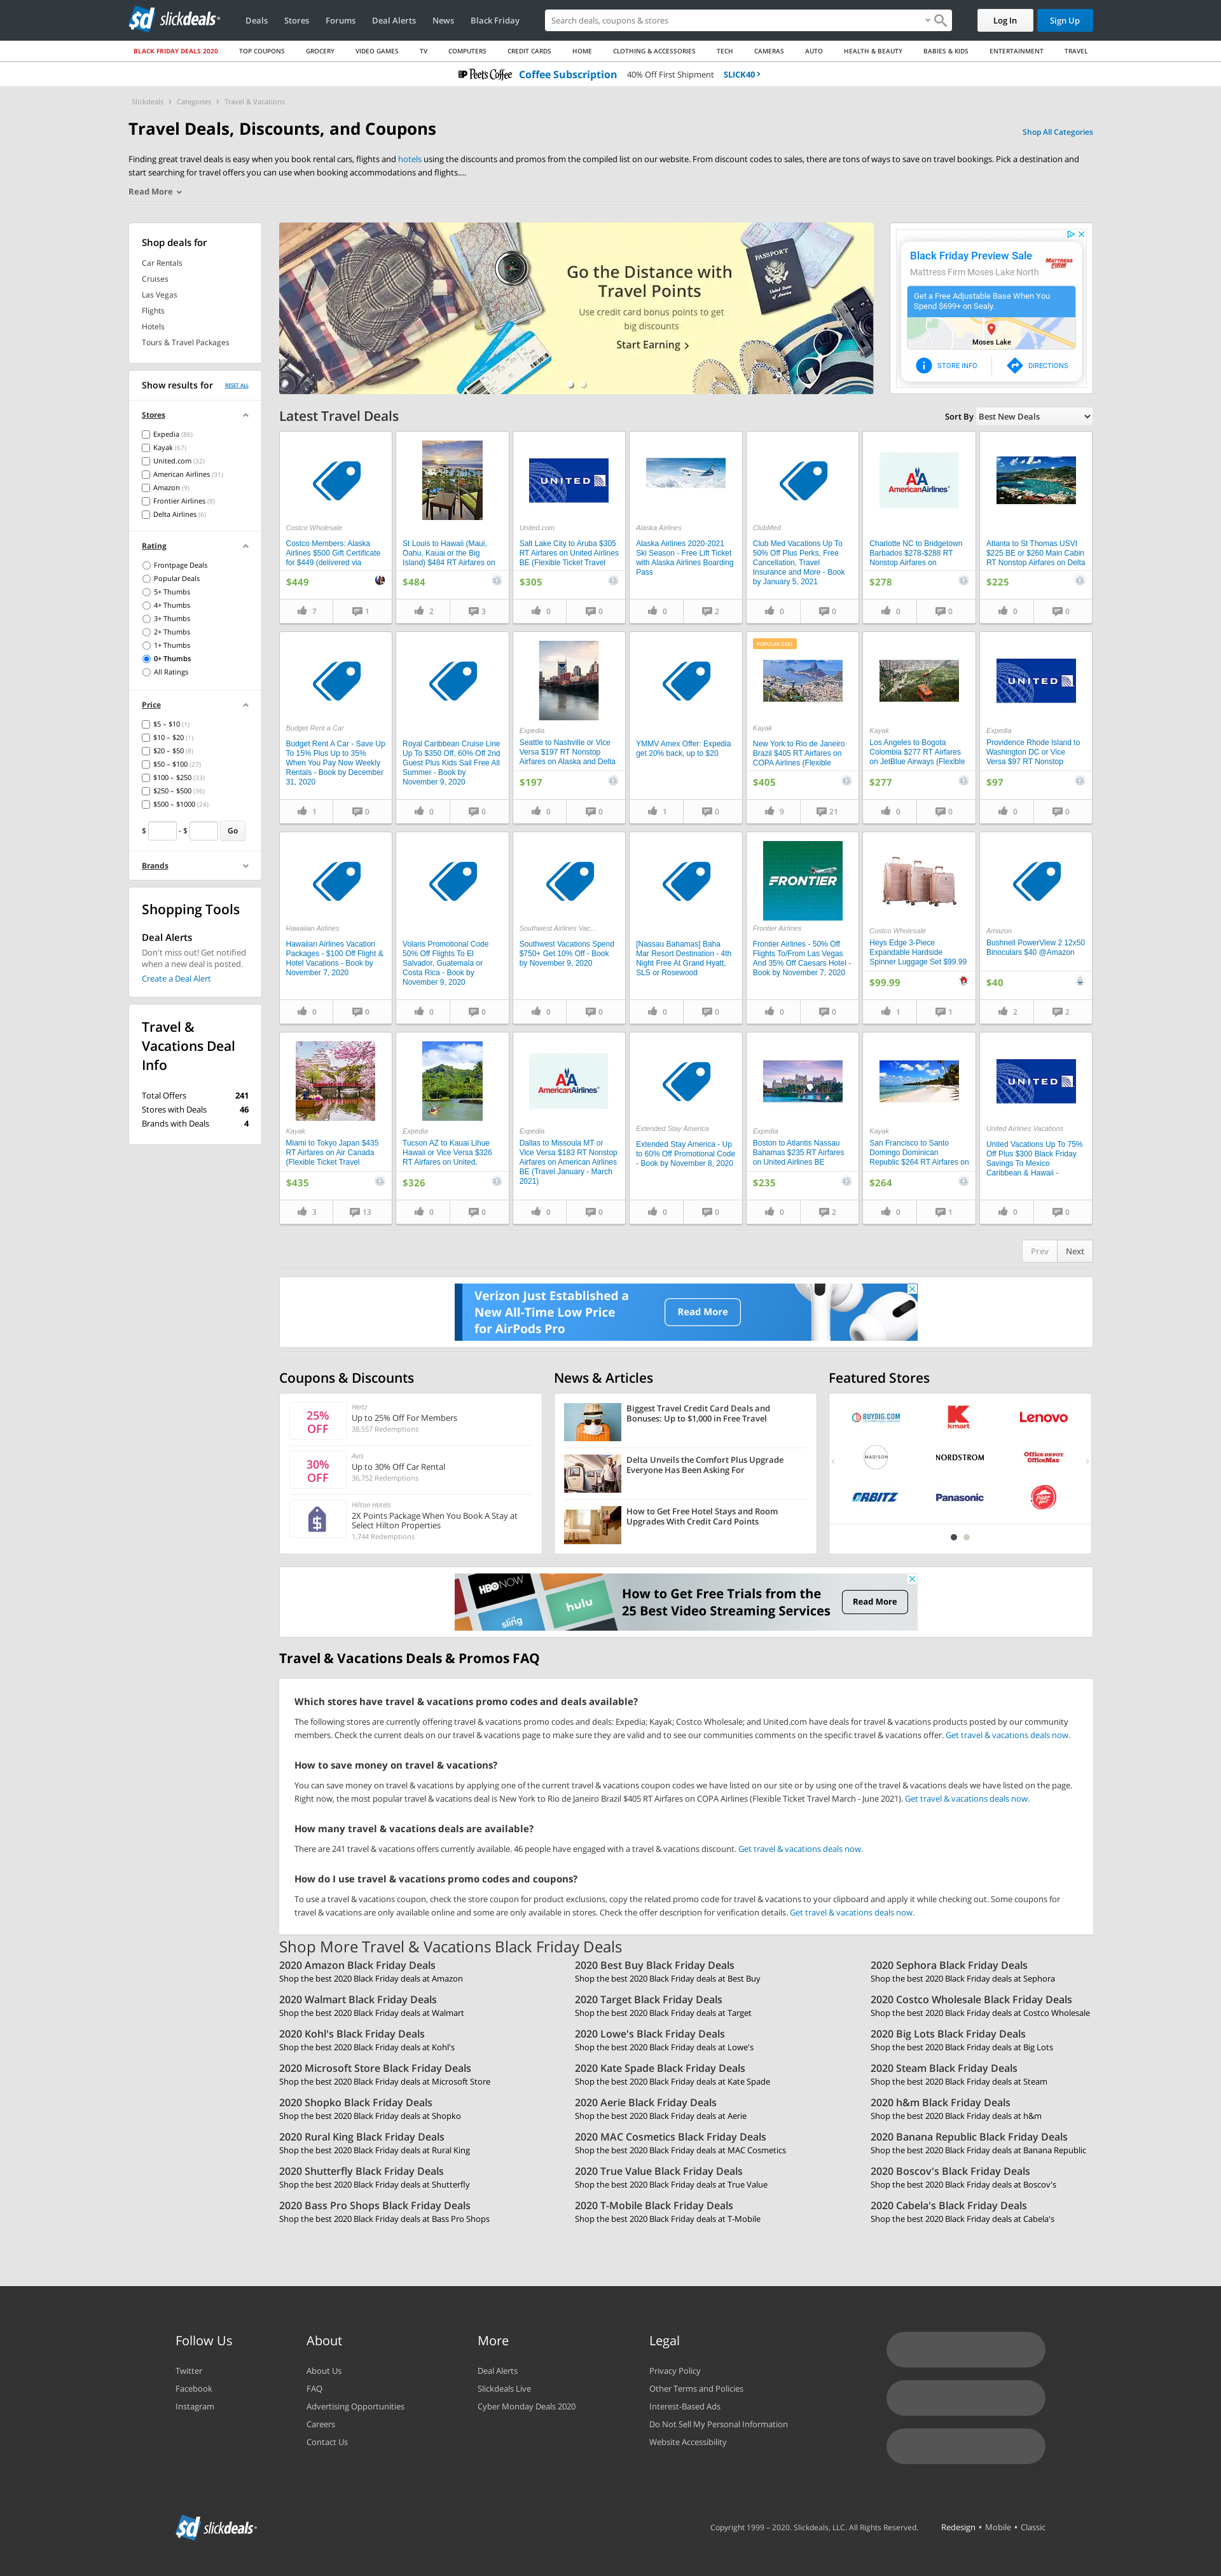 slickdeals
Deals
Stores
Forums
Deal Alerts
News
Black Friday
Search deals, coupons & stores
Log In
Sign Up
BLACK FRIDAY DEALS 2020
TOP COUPONS
GROCERY
VIDEO GAMES
TV
COMPUTERS
CREDIT CARDS
HOME
CLOTHING & ACCESSORIES
TECH
CAMERAS
AUTO
HEALTH & BEAUTY
BABIES & KIDS
ENTERTAINMENT
TRAVEL
Peet's Coffee
Coffee Subscription
40% Off First Shipment
SLICK40
Slickdeals › Categories › Travel & Vacations
Travel Deals, Discounts, and Coupons
Shop All Categories
Finding great travel deals is easy when you book rental cars, flights and hotels using the discounts and promos from the compiled list on our website. From discount codes to sales, there are tons of ways to save on travel bookings. Pick a destination and
start searching for travel offers you can use when booking accommodations and flights....
Read More
Shop deals for
Car Rentals
Cruises
Las Vegas
Flights
Hotels
Tours & Travel Packages
Show results for
RESET ALL
Stores
Expedia (86)
Kayak (67)
United.com (32)
American Airlines (31)
Amazon (9)
Frontier Airlines (8)
Delta Airlines (6)
Rating
Frontpage Deals
Popular Deals
5+ Thumbs
4+ Thumbs
3+ Thumbs
2+ Thumbs
1+ Thumbs
0+ Thumbs
All Ratings
Price
$5 – $10 (1)
$10 – $20 (1)
$20 – $50 (8)
$50 – $100 (27)
$100 – $250 (33)
$250 – $500 (36)
$500 – $1000 (24)
$ - $ Go
Brands
Shopping Tools
Deal Alerts
Don't miss out! Get notified
when a new deal is posted.
Create a Deal Alert
Travel &
Vacations Deal
Info
Total Offers 241
Stores with Deals 46
Brands with Deals 4
Go the Distance with
Travel Points
Use credit card bonus points to get
big discounts
Start Earning
PASSPORT
Black Friday Preview Sale
Mattress Firm Moses Lake North
MATTRESS FIRM
Get a Free Adjustable Base When You
Spend $699+ on Sealy.
Moses Lake
STORE INFO
DIRECTIONS
Latest Travel Deals
Sort By Best New Deals
Costco Wholesale
Costco Members: Alaska
Airlines $500 Gift Certificate
for $449 (delivered via
$449
7 1
St Louis to Hawaii (Maui,
Oahu, Kauai or the Big
Island) $484 RT Airfares on
$484
2 3
UNITED
United.com
Salt Lake City to Aruba $305
RT Airfares on United Airlines
BE (Flexible Ticket Travel
$305
0 0
Alaska Airlines
Alaska Airlines 2020-2021
Ski Season - Free Lift Ticket
with Alaska Airlines Boarding
Pass
0 2
ClubMed
Club Med Vacations Up To
50% Off Plus Perks, Free
Cancellation, Travel
Insurance and More - Book
by January 5, 2021
0 0
American Airlines
Charlotte NC to Bridgetown
Barbados $278-$288 RT
Nonstop Airfares on
$278
0 0
Atlanta to St Thomas USVI
$225 BE or $260 Main Cabin
RT Nonstop Airfares on Delta
$225
0 0
Budget Rent a Car
Budget Rent A Car - Save Up
To 15% Plus Up to 35%
When You Pay Now Weekly
Rentals - Book by December
31, 2020
1 0
Royal Caribbean Cruise Line
Up To $350 Off, 60% Off 2nd
Guest Plus Kids Sail Free All
Summer - Book by
November 9, 2020
0 0
Expedia
Seattle to Nashville or Vice
Versa $197 RT Nonstop
Airfares on Alaska and Delta
$197
0 0
YMMV Amex Offer: Expedia
get 20% back, up to $20
1 0
POPULAR DEAL
Kayak
New York to Rio de Janeiro
Brazil $405 RT Airfares on
COPA Airlines (Flexible
$405
9 21
Kayak
Los Angeles to Bogota
Colombia $277 RT Airfares
on JetBlue Airways (Flexible
$277
0 0
UNITED
Expedia
Providence Rhode Island to
Washington DC or Vice
Versa $97 RT Nonstop
$97
0 0
Hawaiian Airlines
Hawaiian Airlines Vacation
Packages - $100 Off Flight &
Hotel Vacations - Book by
November 7, 2020
0 0
Volaris Promotional Code
50% Off Flights To El
Salvador, Guatemala or
Costa Rica - Book by
November 9, 2020
0 0
Southwest Airlines Vac...
Southwest Vacations Spend
$750+ Get 10% Off - Book
by November 9, 2020
0 0
[Nassau Bahamas] Baha
Mar Resort Destination - 4th
Night Free At Grand Hyatt,
SLS or Rosewood
0 0
FRONTIER
Frontier Airlines
Frontier Airlines - 50% Off
Flights To/From Las Vegas
And 35% Off Caesars Hotel -
Book by November 7, 2020
0 0
Costco Wholesale
Heys Edge 3-Piece
Expandable Hardside
Spinner Luggage Set $99.99
$99.99
1 1
Amazon
Bushnell PowerView 2 12x50
Binoculars $40 @Amazon
$40
2 2
Kayak
Miami to Tokyo Japan $435
RT Airfares on Air Canada
(Flexible Ticket Travel
$435
3 13
Expedia
Tucson AZ to Kauai Lihue
Hawaii or Vice Versa $326
RT Airfares on United,
$326
0 0
American Airlines
Expedia
Dallas to Missoula MT or
Vice Versa $183 RT Nonstop
Airfares on American Airlines
BE (Travel January - March
2021)
0 0
Extended Stay America
Extended Stay America - Up
to 60% Off Promotional Code
- Book by November 8, 2020
0 0
Expedia
Boston to Atlantis Nassau
Bahamas $235 RT Airfares
on United Airlines BE
$235
0 2
Kayak
San Francisco to Santo
Domingo Dominican
Republic $264 RT Airfares on
$264
0 1
UNITED
United Airlines Vacations
United Vacations Up To 75%
Off Plus $300 Black Friday
Savings To Mexico
Caribbean & Hawaii -
0 0
Prev Next
Verizon Just Established a
New All-Time Low Price
for AirPods Pro
Read More
Coupons & Discounts
25%
OFF
Hertz
Up to 25% Off For Members
38,557 Redemptions
30%
OFF
Avis
Up to 30% Off Car Rental
36,752 Redemptions
Hilton Hotels
2X Points Package When You Book A Stay at
Select Hilton Properties
1,744 Redemptions
News & Articles
Biggest Travel Credit Card Deals and
Bonuses: Up to $1,000 in Free Travel
Delta Unveils the Comfort Plus Upgrade
Everyone Has Been Asking For
How to Get Free Hotel Stays and Room
Upgrades With Credit Card Points
Featured Stores
BUYDIG.COM
kmart
Lenovo
MADISON
NORDSTROM
Office DEPOT
OfficeMax
ORBITZ
Panasonic
Pizza Hut
HBO NOW
hulu
sling
How to Get Free Trials from the
25 Best Video Streaming Services
Read More
Travel & Vacations Deals & Promos FAQ
Which stores have travel & vacations promo codes and deals available?
The following stores are currently offering travel & vacations promo codes and deals: Expedia; Kayak; Costco Wholesale; and United.com have deals for travel & vacations products posted by our community
members. Check the current deals on our travel & vacations page to make sure they are valid and to see our communities comments on the specific travel & vacations offer. Get travel & vacations deals now.
How to save money on travel & vacations?
You can save money on travel & vacations by applying one of the current travel & vacations coupon codes we have listed on our site or by using one of the travel & vacations deals we have listed on the page.
Right now, the most popular travel & vacations deal is New York to Rio de Janeiro Brazil $405 RT Airfares on COPA Airlines (Flexible Ticket Travel March - June 2021). Get travel & vacations deals now.
How many travel & vacations deals are available?
There are 241 travel & vacations offers currently available. 46 people have engaged with a travel & vacations discount. Get travel & vacations deals now.
How do I use travel & vacations promo codes and coupons?
To use a travel & vacations coupon, check the store coupon for product exclusions, copy the related promo code for travel & vacations to your clipboard and apply it while checking out. Some coupons for
travel & vacations are only available online and some are only available in stores. Check the offer description for verification details. Get travel & vacations deals now.
Shop More Travel & Vacations Black Friday Deals
2020 Amazon Black Friday Deals
Shop the best 2020 Black Friday deals at Amazon
2020 Best Buy Black Friday Deals
Shop the best 2020 Black Friday deals at Best Buy
2020 Sephora Black Friday Deals
Shop the best 2020 Black Friday deals at Sephora
2020 Walmart Black Friday Deals
Shop the best 2020 Black Friday deals at Walmart
2020 Target Black Friday Deals
Shop the best 2020 Black Friday deals at Target
2020 Costco Wholesale Black Friday Deals
Shop the best 2020 Black Friday deals at Costco Wholesale
2020 Kohl's Black Friday Deals
Shop the best 2020 Black Friday deals at Kohl's
2020 Lowe's Black Friday Deals
Shop the best 2020 Black Friday deals at Lowe's
2020 Big Lots Black Friday Deals
Shop the best 2020 Black Friday deals at Big Lots
2020 Microsoft Store Black Friday Deals
Shop the best 2020 Black Friday deals at Microsoft Store
2020 Kate Spade Black Friday Deals
Shop the best 2020 Black Friday deals at Kate Spade
2020 Steam Black Friday Deals
Shop the best 2020 Black Friday deals at Steam
2020 Shopko Black Friday Deals
Shop the best 2020 Black Friday deals at Shopko
2020 Aerie Black Friday Deals
Shop the best 2020 Black Friday deals at Aerie
2020 h&m Black Friday Deals
Shop the best 2020 Black Friday deals at h&m
2020 Rural King Black Friday Deals
Shop the best 2020 Black Friday deals at Rural King
2020 MAC Cosmetics Black Friday Deals
Shop the best 2020 Black Friday deals at MAC Cosmetics
2020 Banana Republic Black Friday Deals
Shop the best 2020 Black Friday deals at Banana Republic
2020 Shutterfly Black Friday Deals
Shop the best 2020 Black Friday deals at Shutterfly
2020 True Value Black Friday Deals
Shop the best 2020 Black Friday deals at True Value
2020 Boscov's Black Friday Deals
Shop the best 2020 Black Friday deals at Boscov's
2020 Bass Pro Shops Black Friday Deals
Shop the best 2020 Black Friday deals at Bass Pro Shops
2020 T-Mobile Black Friday Deals
Shop the best 2020 Black Friday deals at T-Mobile
2020 Cabela's Black Friday Deals
Shop the best 2020 Black Friday deals at Cabela's
Follow Us
Twitter
Facebook
Instagram
About
About Us
FAQ
Advertising Opportunities
Careers
Contact Us
More
Deal Alerts
Slickdeals Live
Cyber Monday Deals 2020
Legal
Privacy Policy
Other Terms and Policies
Interest-Based Ads
Do Not Sell My Personal Information
Website Accessibility
slickdeals
Copyright 1999 – 2020. Slickdeals, LLC. All Rights Reserved.
Redesign • Mobile • Classic